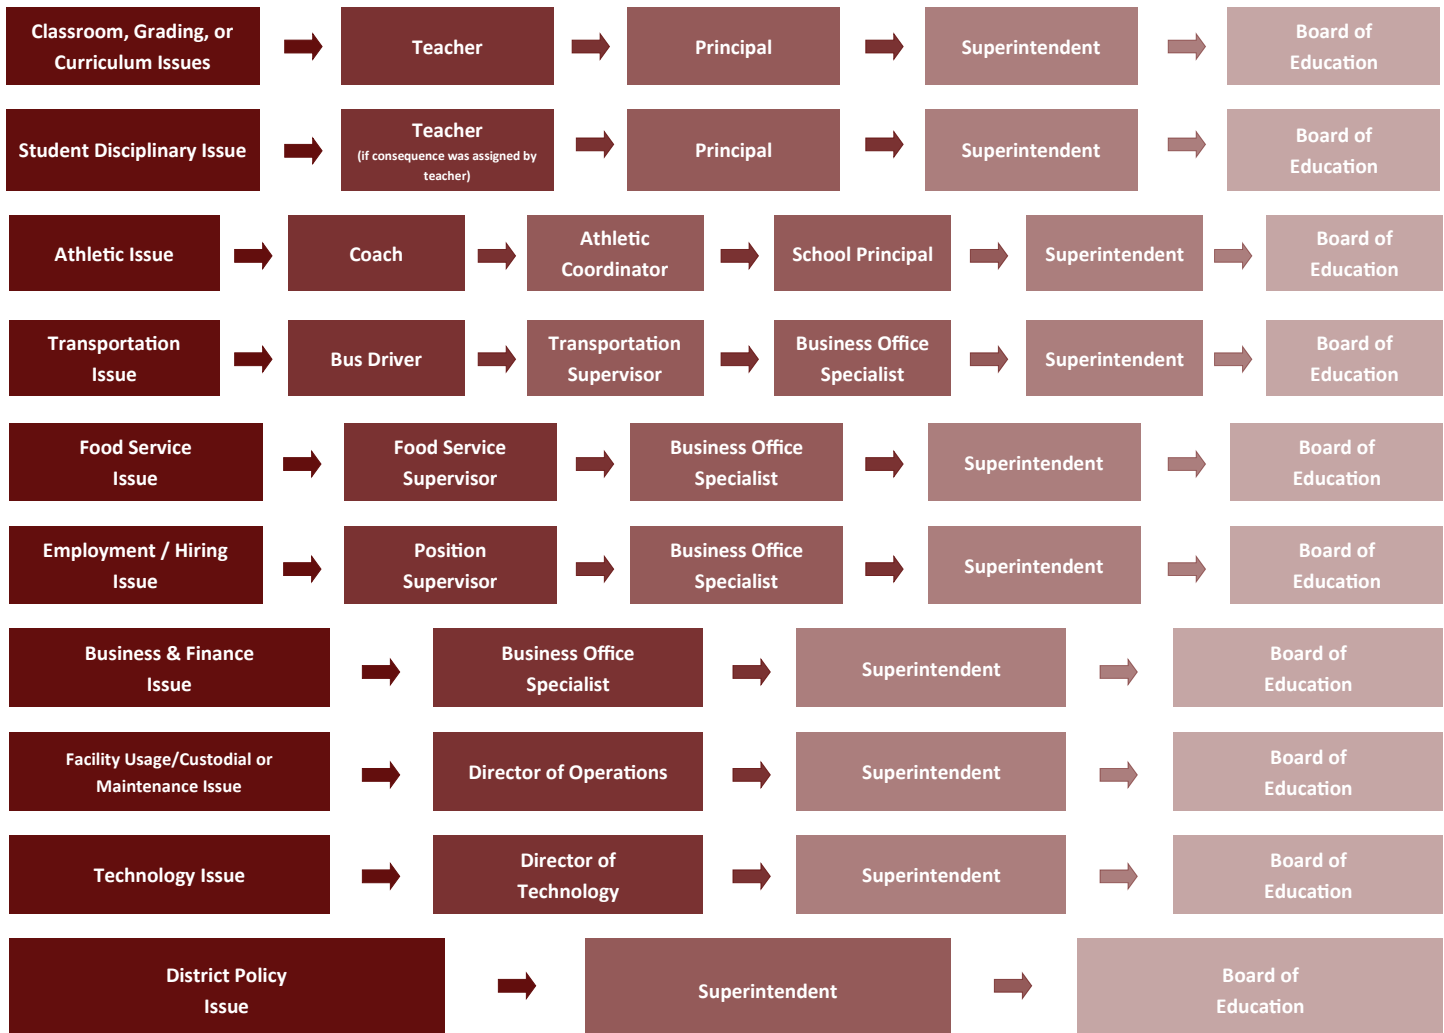 Classroom, Grading, or
Curriculum Issues
Teacher
Principal
Superintendent
Board of
Education
Student Disciplinary Issue
Teacher
(if consequence was assigned by
teacher)
Principal
Superintendent
Board of
Education
Athletic Issue
Coach
Athletic
Coordinator
School Principal
Superintendent
Board of
Education
Transportation
Issue
Bus Driver
Transportation
Supervisor
Business Office
Specialist
Superintendent
Board of
Education
Food Service
Issue
Food Service
Supervisor
Business Office
Specialist
Superintendent
Board of
Education
Employment / Hiring
Issue
Position
Supervisor
Business Office
Specialist
Superintendent
Board of
Education
Business & Finance
Issue
Business Office
Specialist
Superintendent
Board of
Education
Facility Usage/Custodial or
Maintenance Issue
Director of Operations
Superintendent
Board of
Education
Technology Issue
Director of
Technology
Superintendent
Board of
Education
District Policy
Issue
Superintendent
Board of
Education